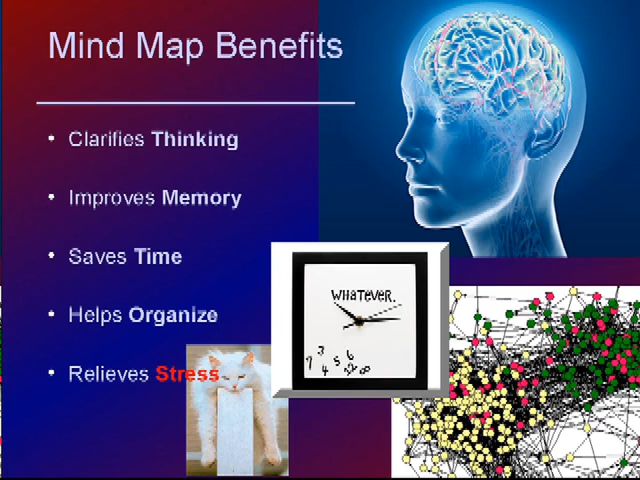 Mind Map Benefits
• Clarifies Thinking
• Improves Memory
• Saves Time
• Helps Organize
• Relieves Stress
WHATEVER.